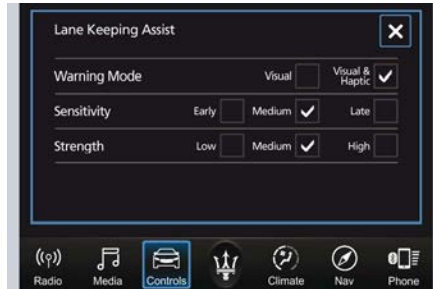 Lane Keeping Assist
Warning Mode Visual Visual & Haptic
Sensitivity Early Medium Late
Strength Low Medium High
Radio Media Controls Climate Nav Phone